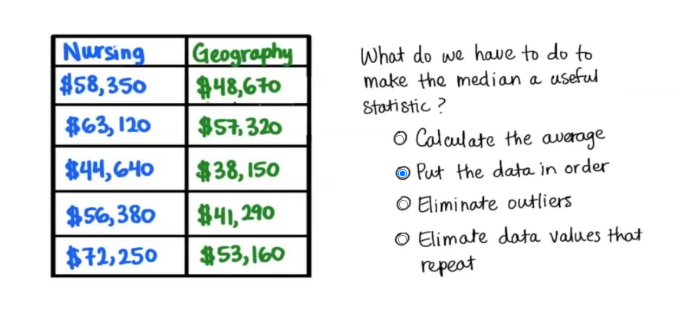 Nursing Geography
$58,350 $48,670
$63,120 $57,320
$44,640 $38,150
$56,380 $41,290
$72,250 $53,160
What do we have to do to
make the median a useful
statistic?
Calculate the average
Put the data in order
Eliminate outliers
Elimate data values that
repeat